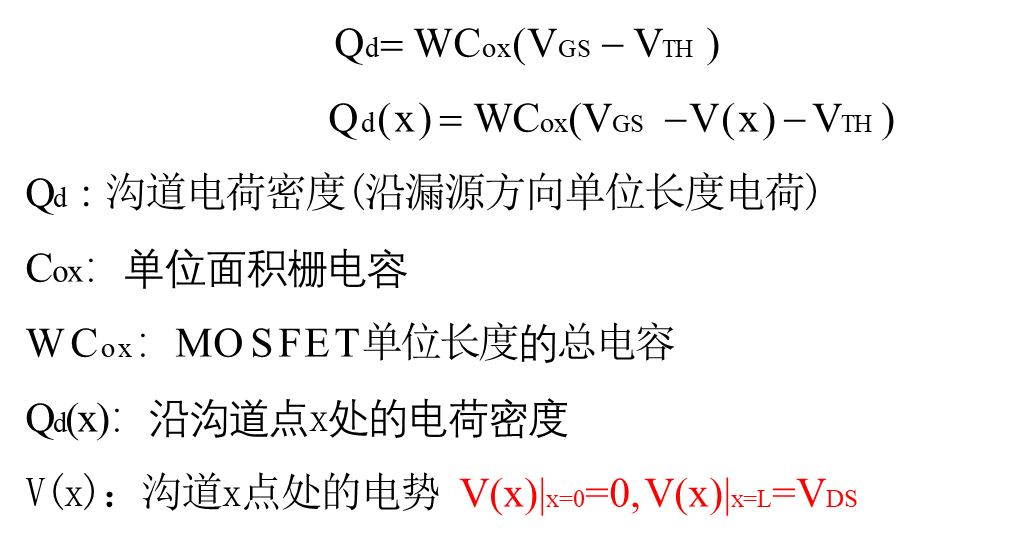 Qd= WCox(VGS − VTH )
Qd(x)= WCox(VGS −V(x)−VTH )
Qd : 沟道电荷密度(沿漏源方向单位长度电荷)
Cox: 单位面积栅电容
WCox: MOSFET单位长度的总电容
Qd(x): 沿沟道点x处的电荷密度
V(x): 沟道x点处的电势 V(x)|x=0=0,V(x)|x=L=VDS